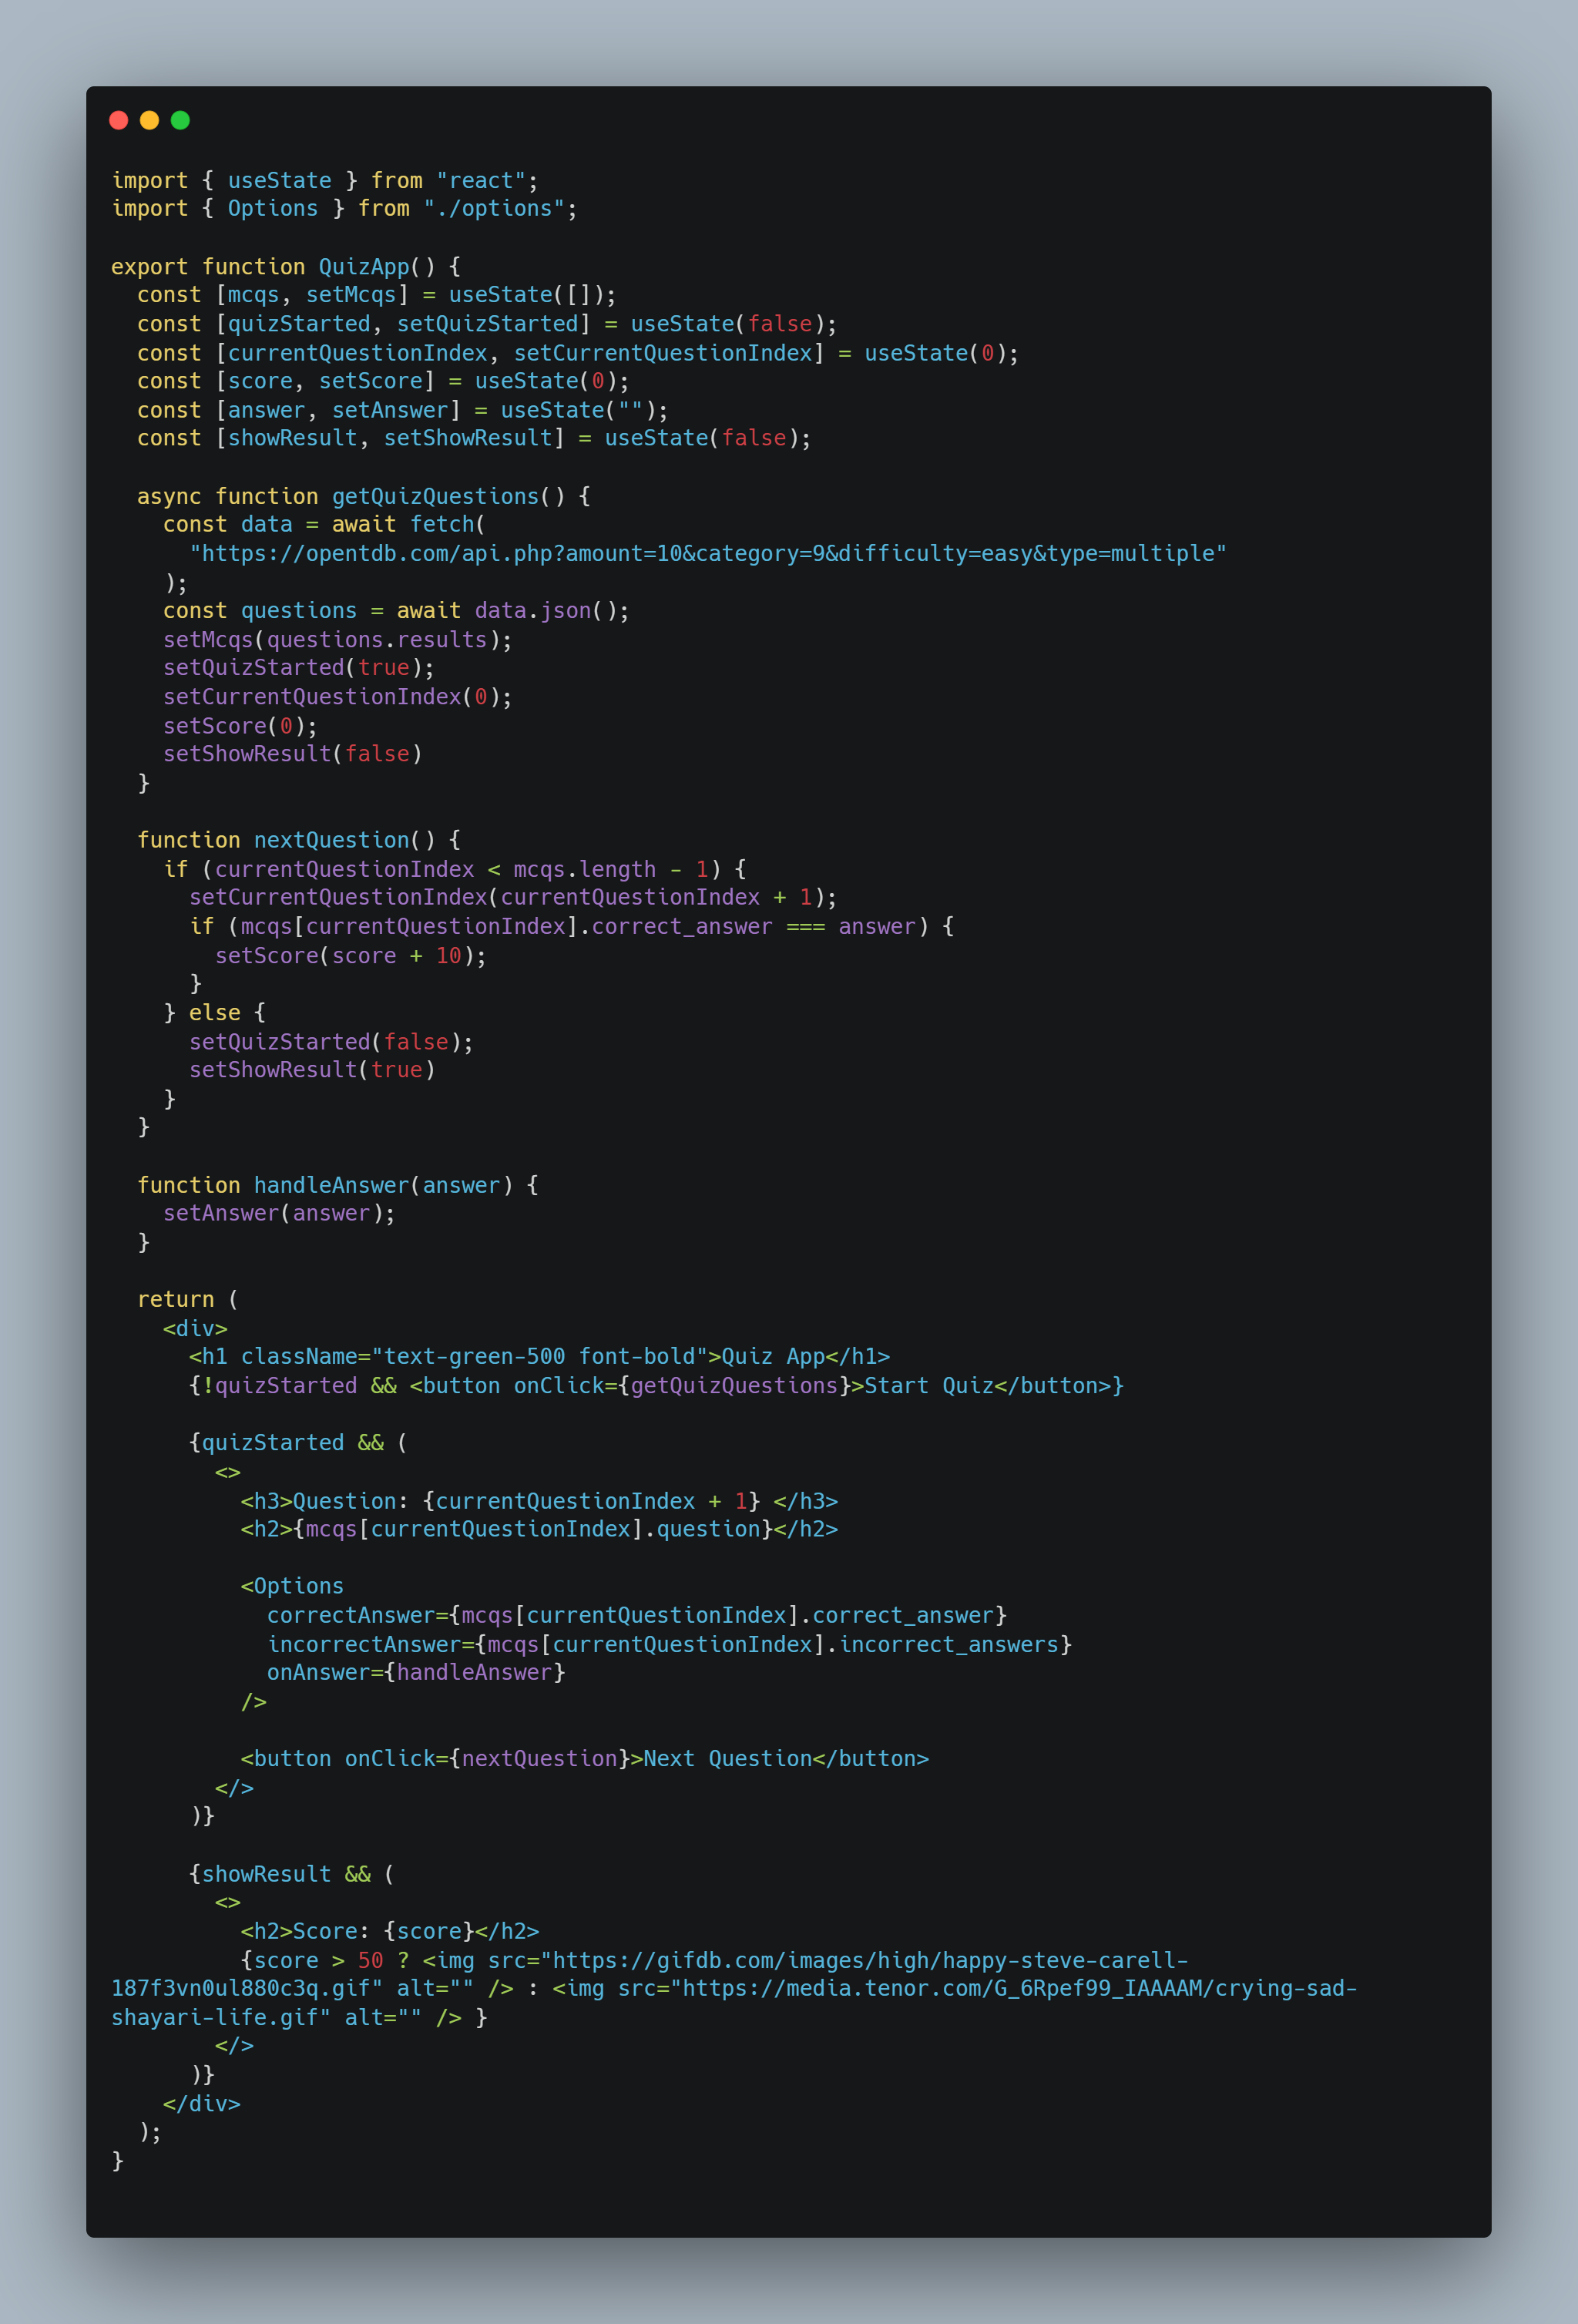 import { useState } from "react";
import { Options } from "./options";

export function QuizApp() {
  const [mcqs, setMcqs] = useState([]);
  const [quizStarted, setQuizStarted] = useState(false);
  const [currentQuestionIndex, setCurrentQuestionIndex] = useState(0);
  const [score, setScore] = useState(0);
  const [answer, setAnswer] = useState("");
  const [showResult, setShowResult] = useState(false);

  async function getQuizQuestions() {
    const data = await fetch(
      "https://opentdb.com/api.php?amount=10&category=9&difficulty=easy&type=multiple"
    );
    const questions = await data.json();
    setMcqs(questions.results);
    setQuizStarted(true);
    setCurrentQuestionIndex(0);
    setScore(0);
    setShowResult(false)
  }

  function nextQuestion() {
    if (currentQuestionIndex < mcqs.length - 1) {
      setCurrentQuestionIndex(currentQuestionIndex + 1);
      if (mcqs[currentQuestionIndex].correct_answer === answer) {
        setScore(score + 10);
      }
    } else {
      setQuizStarted(false);
      setShowResult(true)
    }
  }

  function handleAnswer(answer) {
    setAnswer(answer);
  }

  return (
    <div>
      <h1 className="text-green-500 font-bold">Quiz App</h1>
      {!quizStarted && <button onClick={getQuizQuestions}>Start Quiz</button>}

      {quizStarted && (
        <>
          <h3>Question: {currentQuestionIndex + 1} </h3>
          <h2>{mcqs[currentQuestionIndex].question}</h2>

          <Options
            correctAnswer={mcqs[currentQuestionIndex].correct_answer}
            incorrectAnswer={mcqs[currentQuestionIndex].incorrect_answers}
            onAnswer={handleAnswer}
          />

          <button onClick={nextQuestion}>Next Question</button>
        </>
      )}

      {showResult && (
        <>
          <h2>Score: {score}</h2>
          {score > 50 ? <img src="https://gifdb.com/images/high/happy-steve-carell-
187f3vn0ul880c3q.gif" alt="" /> : <img src="https://media.tenor.com/G_6Rpef99_IAAAAM/crying-sad-
shayari-life.gif" alt="" /> }
        </>
      )}
    </div>
  );
}